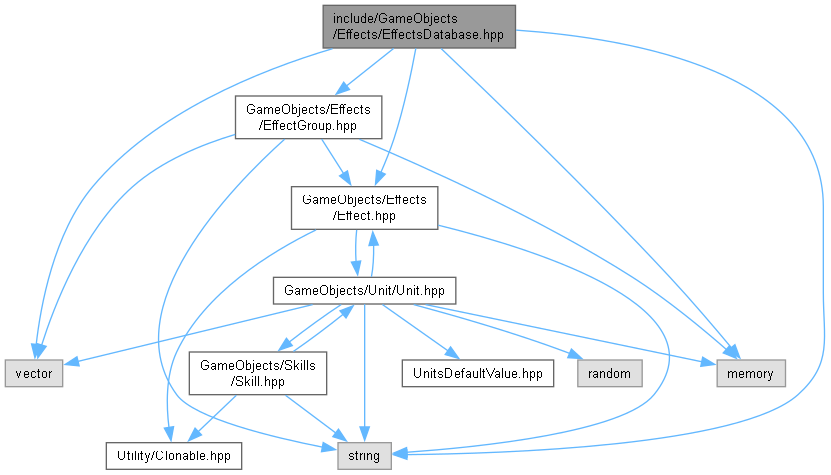 include/GameObjects
/Effects/EffectsDatabase.hpp
GameObjects/Effects
/EffectGroup.hpp
GameObjects/Effects
/Effect.hpp
GameObjects/Unit/Unit.hpp
vector
GameObjects/Skills
/Skill.hpp
UnitsDefaultValue.hpp
random
memory
Utility/Clonable.hpp
string